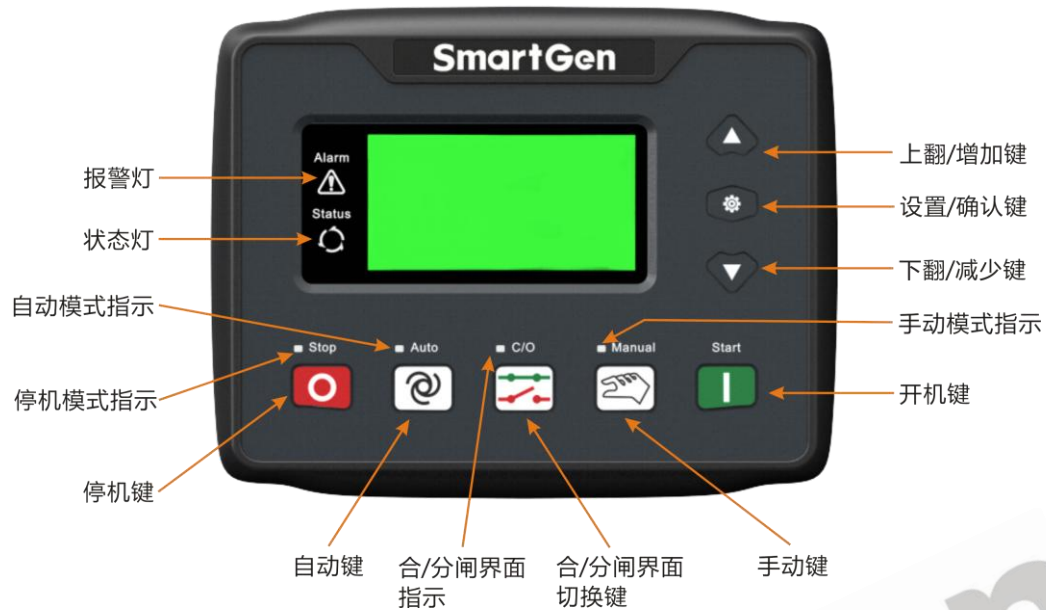 SmartGen
Alarm
Status
报警灯
状态灯
自动模式指示
停机模式指示
停机键
上翻/增加键
设置/确认键
下翻/减少键
手动模式指示
开机键
Stop
Auto
C/O
Manual
Start
自动键
合/分闸界面
指示
合/分闸界面
切换键
手动键